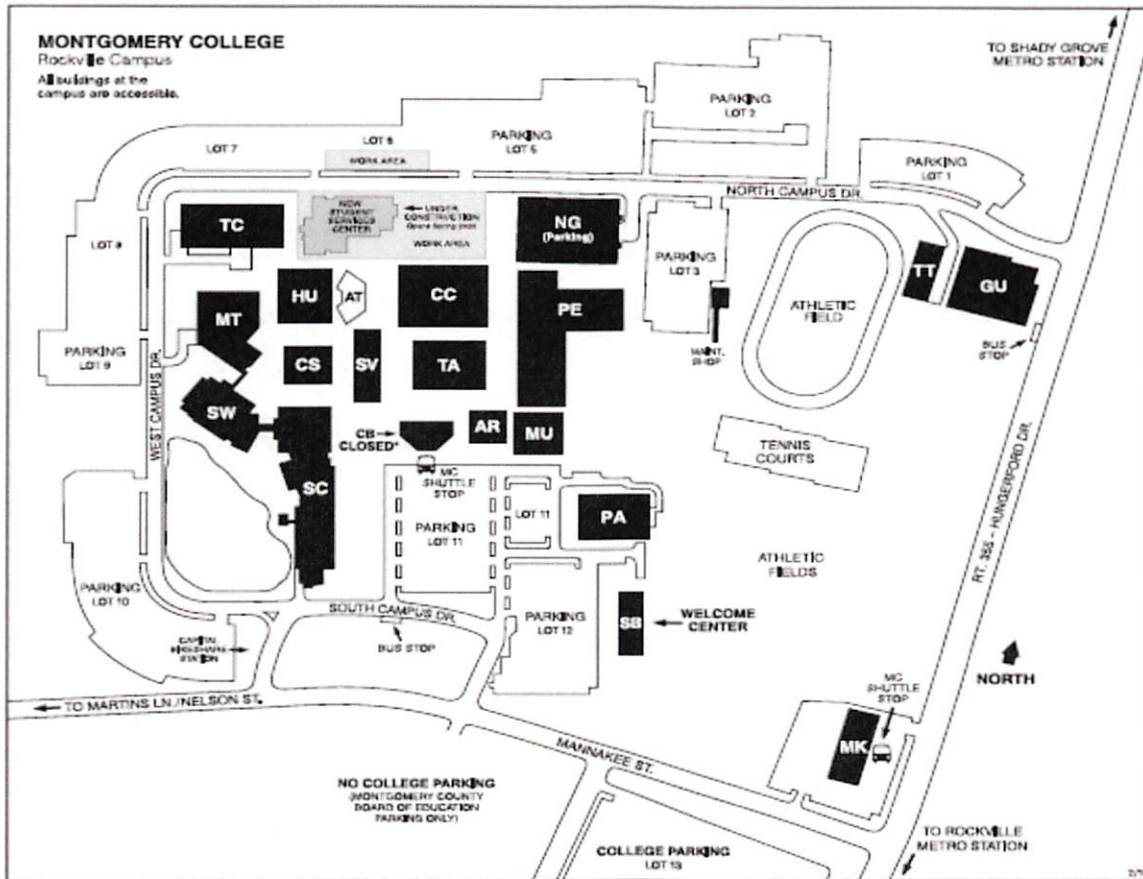 MONTGOMERY COLLEGE
Rockville Campus
All buildings at the
campus are accessible.
TO SHADY GROVE
METRO STATION
PARKING
LOT 2
PARKING
LOT 5
LOT 6
WORK AREA
LOT 7
PARKING
LOT 1
NORTH CAMPUS DR.
TC
NEW
STUDENT
SERVICES
CENTER
UNDER
CONSTRUCTION
WORK AREA
NG
(Parking)
PARKING
LOT 3
LOT 8
TT
GU
HU
AT
CC
PE
ATHLETIC
FIELD
MT
MAINT.
SHOP
BUS
STOP
PARKING
LOT 9
WEST CAMPUS DR.
CS
SV
TA
SW
CB
CLOSED*
AR
MU
TENNIS
COURTS
MC
SHUTTLE
STOP
SC
PARKING
LOT 11
LOT 11
PA
RT. 355 - HUNGERFORD DR.
ATHLETIC
FIELDS
PARKING
LOT 10
SOUTH CAMPUS DR.
PARKING
LOT 12
SB
WELCOME
CENTER
CAPITAL
BIKESHARE
STATION
BUS STOP
NORTH
MC
SHUTTLE
STOP
TO MARTINS LN./NELSON ST.
MK
MANNAKEE ST.
NO COLLEGE PARKING
(MONTGOMERY COUNTY
BOARD OF EDUCATION
PARKING ONLY)
TO ROCKVILLE
METRO STATION
COLLEGE PARKING
LOT 13